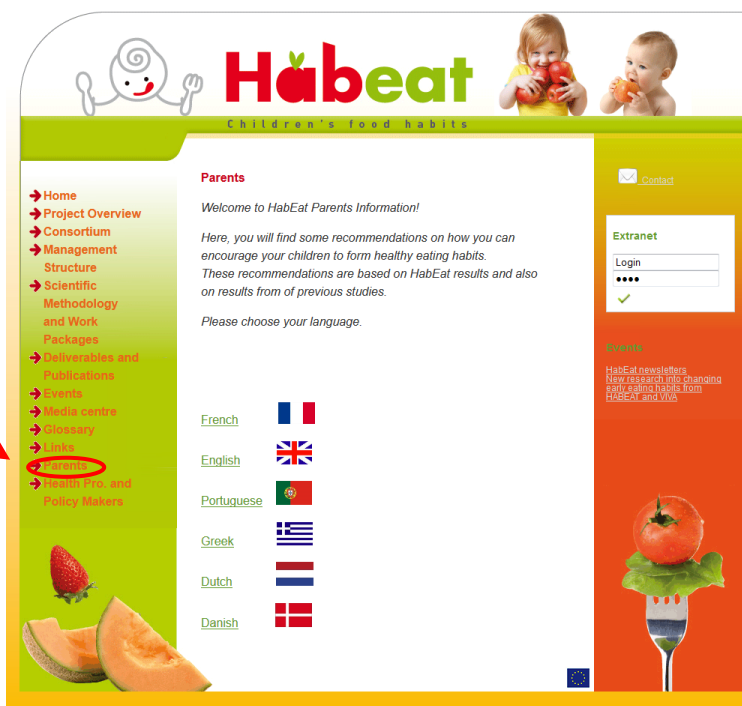 Habeat
Children's food habits
Home
Project Overview
Consortium
Management
Structure
Scientific
Methodology
and Work
Packages
Deliverables and
Publications
Events
Media centre
Glossary
Links
Parents
Health Pro. and
Policy Makers
Parents
Welcome to HabEat Parents Information!
Here, you will find some recommendations on how you can
encourage your children to form healthy eating habits.
These recommendations are based on HabEat results and also
on results from of previous studies.
Please choose your language.
French
English
Portuguese
Greek
Dutch
Danish
Contact
Extranet
Login
••••
Events
HabEat newsletters
New research into changing
early eating habits from
HABEAT and VIVA